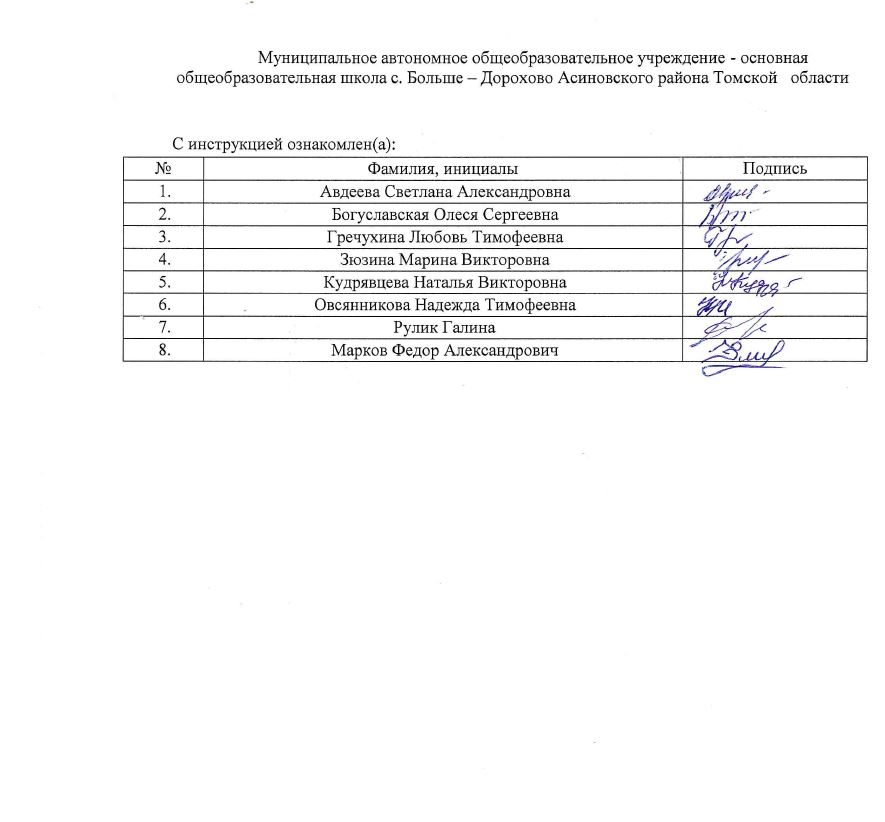 Муниципальное автономное общеобразовательное учреждение - основная
общеобразовательная школа с. Больше – Дорохово Асиновского района Томской области
С инструкцией ознакомлен(а):
№ Фамилия, инициалы Подпись
1. Авдеева Светлана Александровна
2. Богуславская Олеся Сергеевна
3. Гречухина Любовь Тимофеевна
4. Зюзина Марина Викторовна
5. Кудрявцева Наталья Викторовна
6. Овсянникова Надежда Тимофеевна
7. Рулик Галина
8. Марков Федор Александрович